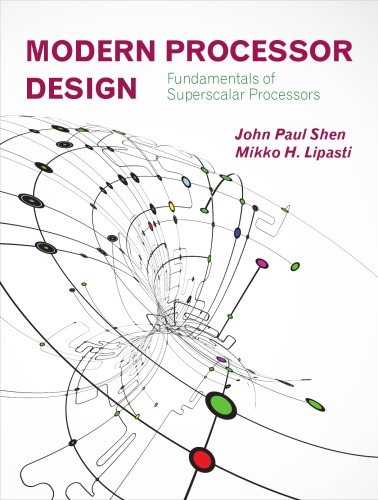 MODERN PROCESSOR
DESIGN
Fundamentals of
Superscalar Processors
John Paul Shen
Mikko H. Lipasti